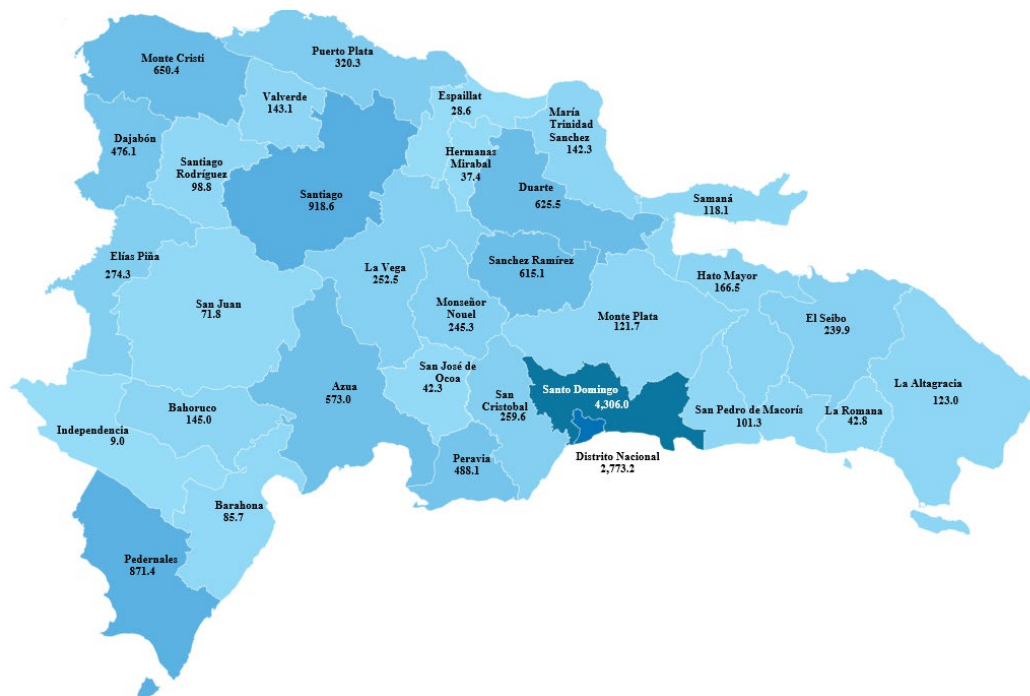 Puerto Plata
320.3
Monte Cristi
650.4
Espaillat
28.6
Valverde
143.1
María
Trinidad
Sanchez
142.3
Dajabón
476.1
Hermanas
Mirabal
37.4
Santiago
Rodríguez
98.8
Duarte
625.5
Santiago
918.6
Samaná
118.1
Elías Piña
274.3
La Vega
252.5
Sanchez Ramírez
615.1
Hato Mayor
166.5
San Juan
71.8
Monseñor
Nouel
245.3
Monte Plata
121.7
El Seibo
239.9
San José de
Ocoa
42.3
Azua
573.0
Santo Domingo
4,306.0
La Altagracia
123.0
San
Cristobal
259.6
Bahoruco
145.0
San Pedro de Macorís
101.3
La Romana
42.8
Independencia
9.0
Peravia
488.1
Distrito Nacional
2,773.2
Barahona
85.7
Pedernales
871.4